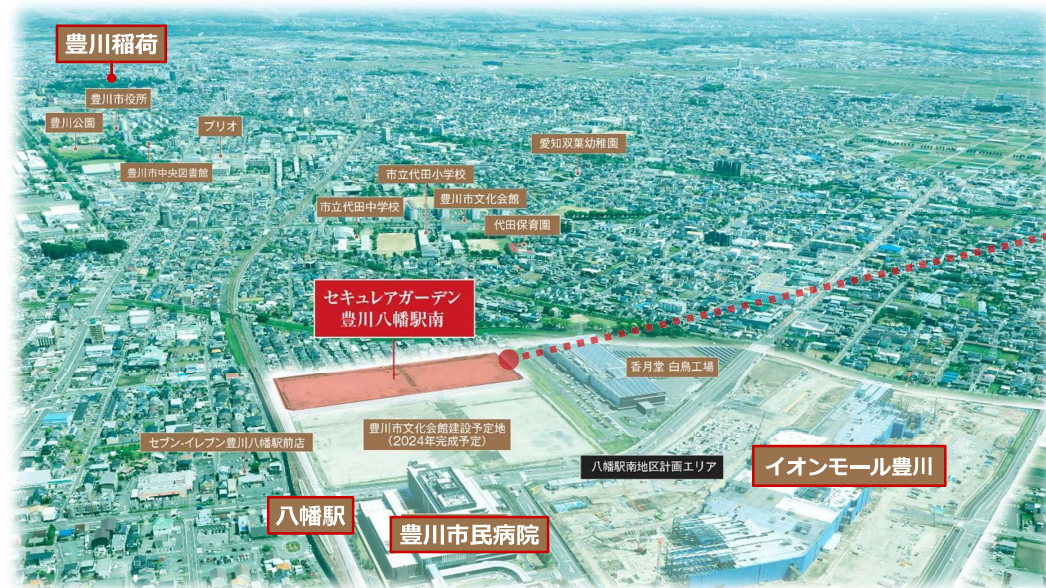 豊川稲荷
豊川市役所
豊川公園
プリオ
豊川市中央図書館
愛知双葉幼稚園
市立代田小学校
豊川市文化会館
市立代田中学校
代田保育園
セキュレアガーデン
豊川八幡駅南
香月堂 白鳥工場
豊川市文化会館建設予定地
（2024年完成予定）
セブン-イレブン豊川八幡駅前店
八幡駅南地区計画エリア
イオンモール豊川
八幡駅
豊川市民病院